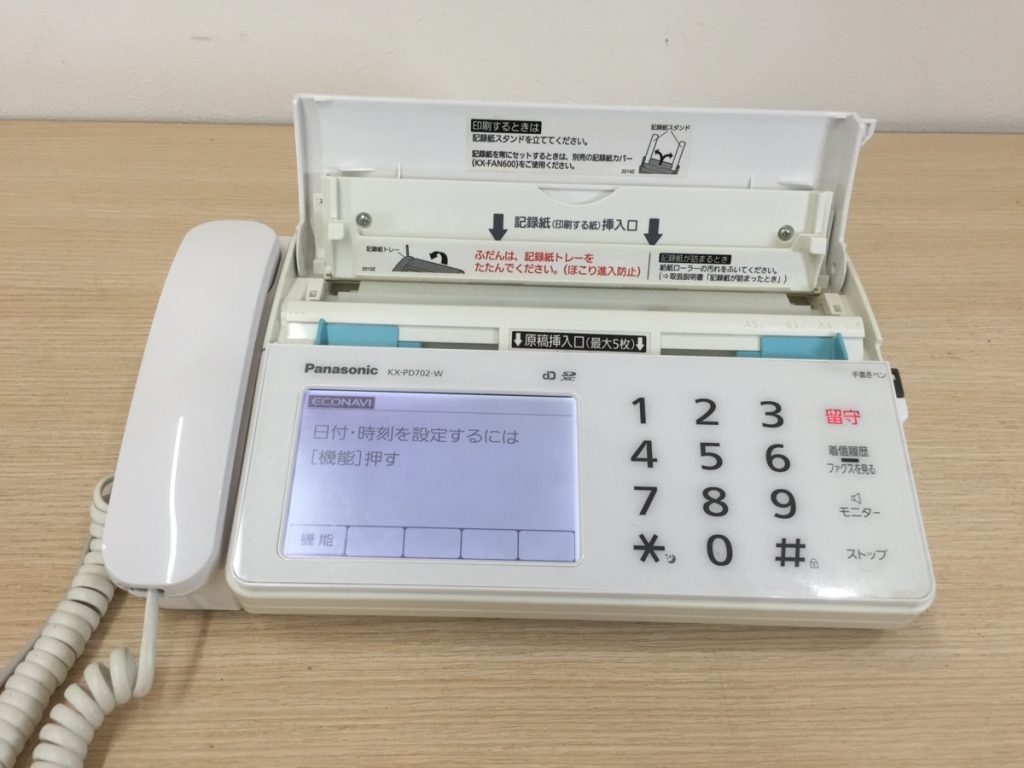 印刷するときは
記録紙スタンドを立ててください。
記録紙を常にセットするときは、別売の記録紙カバー
(KX-FAN600)をご使用ください。
記録紙スタンド
2214Z
記録紙(印刷する紙)挿入口
記録紙トレー
2213Z
ふだんは、記録紙トレーを
たたんでください。(ほこり進入防止)
記録紙が詰まるとき
給紙ローラーの汚れをふいてください。
(⇒取扱説明書「記録紙が詰まったとき」)
A5 B5 A4
原稿挿入口(最大5枚)
Panasonic KX-PD702-W
手書きペン
ECONAVI
日付・時刻を設定するには
[機能]押す
機能
1 2 3 留守
4 5 6 着信履歴
ファクスを見る
7 8 9 モニター
* 0 # ストップ